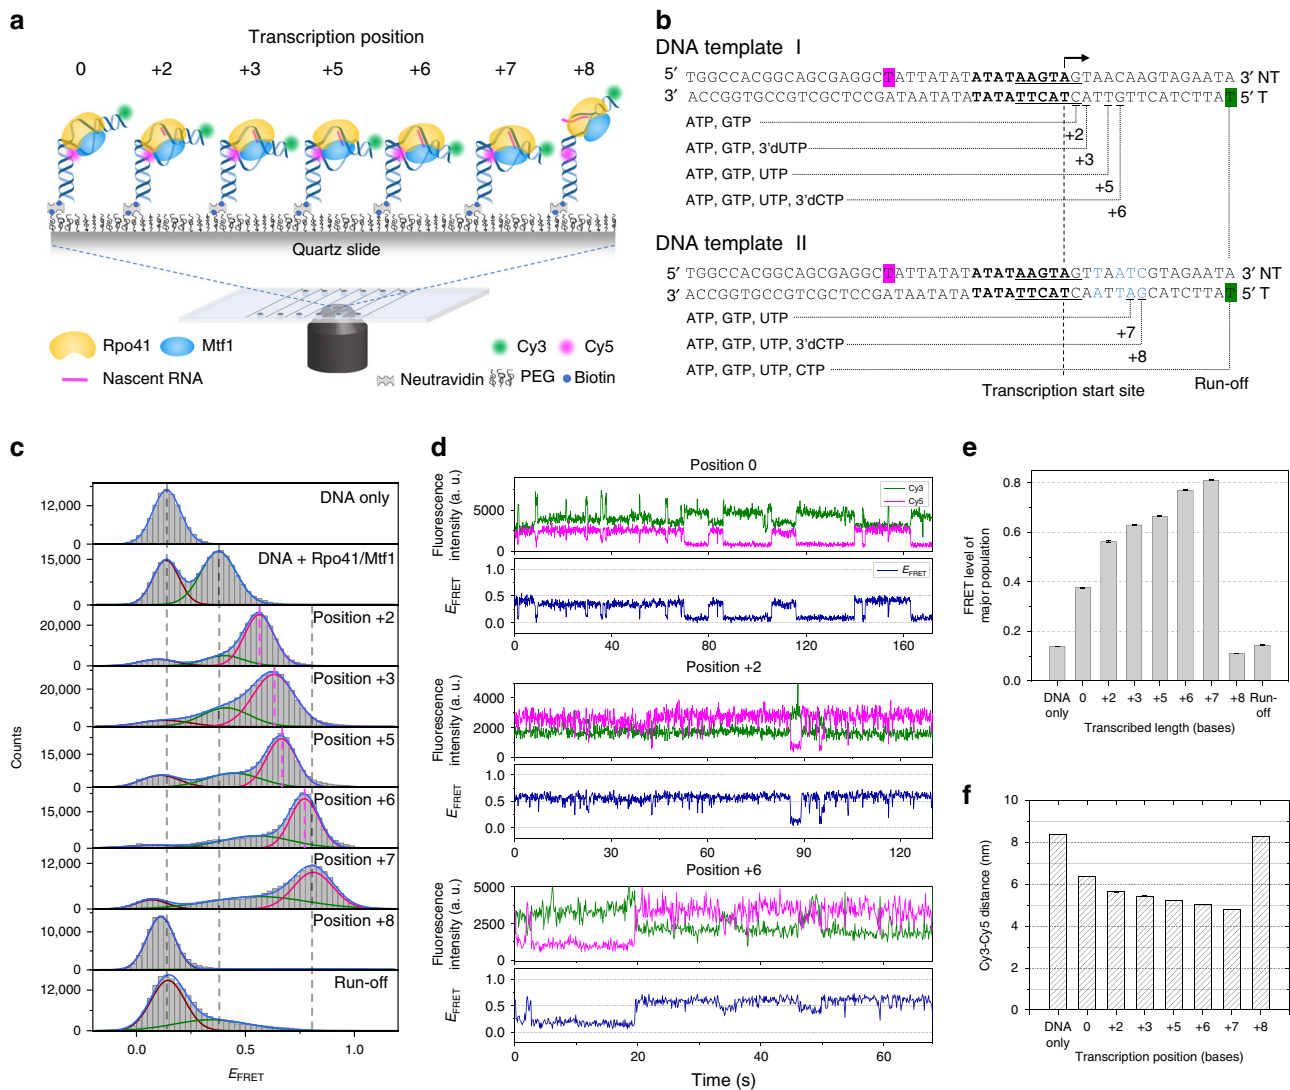 a
Transcription position
0 +2 +3 +5 +6 +7 +8
Quartz slide
Rpo41 Mtf1 Cy3 Cy5
Nascent RNA Neutravidin PEG Biotin
b
DNA template I
5′ TGGCCACGGCAGCGAGGCTATTATATATATAAGTAGTAACAAGTAGAATA 3′ NT
3′ ACCGGTGCCGTCGCTCCGATAATATATATATTCATCATTGTTCATCTTAT 5′ T
ATP, GTP
+2
ATP, GTP, 3′dUTP
+3
ATP, GTP, UTP
+5
ATP, GTP, UTP, 3′dCTP
+6
DNA template II
5′ TGGCCACGGCAGCGAGGCTATTATATATATAAGTAGTTAATCGTAGAATA 3′ NT
3′ ACCGGTGCCGTCGCTCCGATAATATATATATTCATCAATTAGCATCTTAT 5′ T
ATP, GTP, UTP
+7
ATP, GTP, UTP, 3′dCTP
+8
ATP, GTP, UTP, CTP
Transcription start site
Run-off
c
Counts
DNA only
12,000
0
DNA + Rpo41/Mtf1
15,000
0
Position +2
20,000
0
Position +3
20,000
0
Position +5
15,000
0
Position +6
15,000
0
Position +7
12,000
0
Position +8
10,000
0
Run-off
12,000
0
0.0 0.5 1.0
EFRET
d
Position 0
Fluorescence
intensity (a. u.)
5000
0
Cy3
Cy5
EFRET
1.0
0.5
0.0
EFRET
0 40 80 120 160
Position +2
Fluorescence
intensity (a. u.)
4000
2000
0
EFRET
1.0
0.5
0.0
0 30 60 90 120
Position +6
Fluorescence
intensity (a. u.)
5000
2500
0
EFRET
1.0
0.5
0.0
0 20 40 60
Time (s)
e
FRET level of
major population
0.8
0.6
0.4
0.2
0.0
DNA only 0 +2 +3 +5 +6 +7 +8 Run-off
Transcribed length (bases)
f
Cy3-Cy5 distance (nm)
10
8
6
4
2
0
DNA only 0 +2 +3 +5 +6 +7 +8
Transcription position (bases)